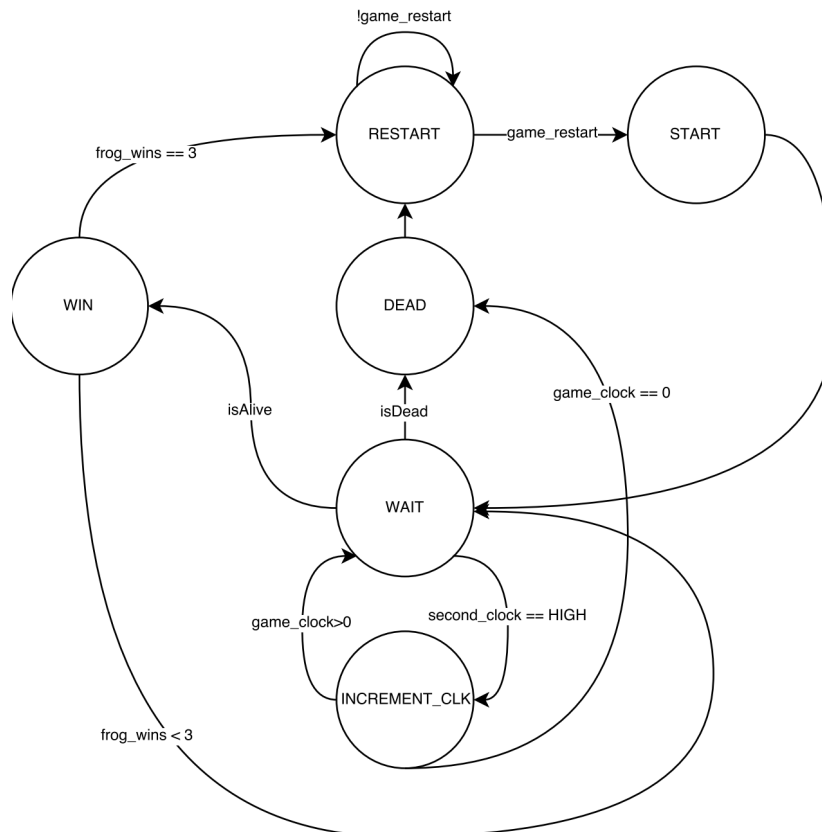 !game_restart
RESTART
game_restart
START
frog_wins == 3
WIN
DEAD
game_clock == 0
isAlive
isDead
WAIT
game_clock>0
second_clock == HIGH
INCREMENT_CLK
frog_wins < 3